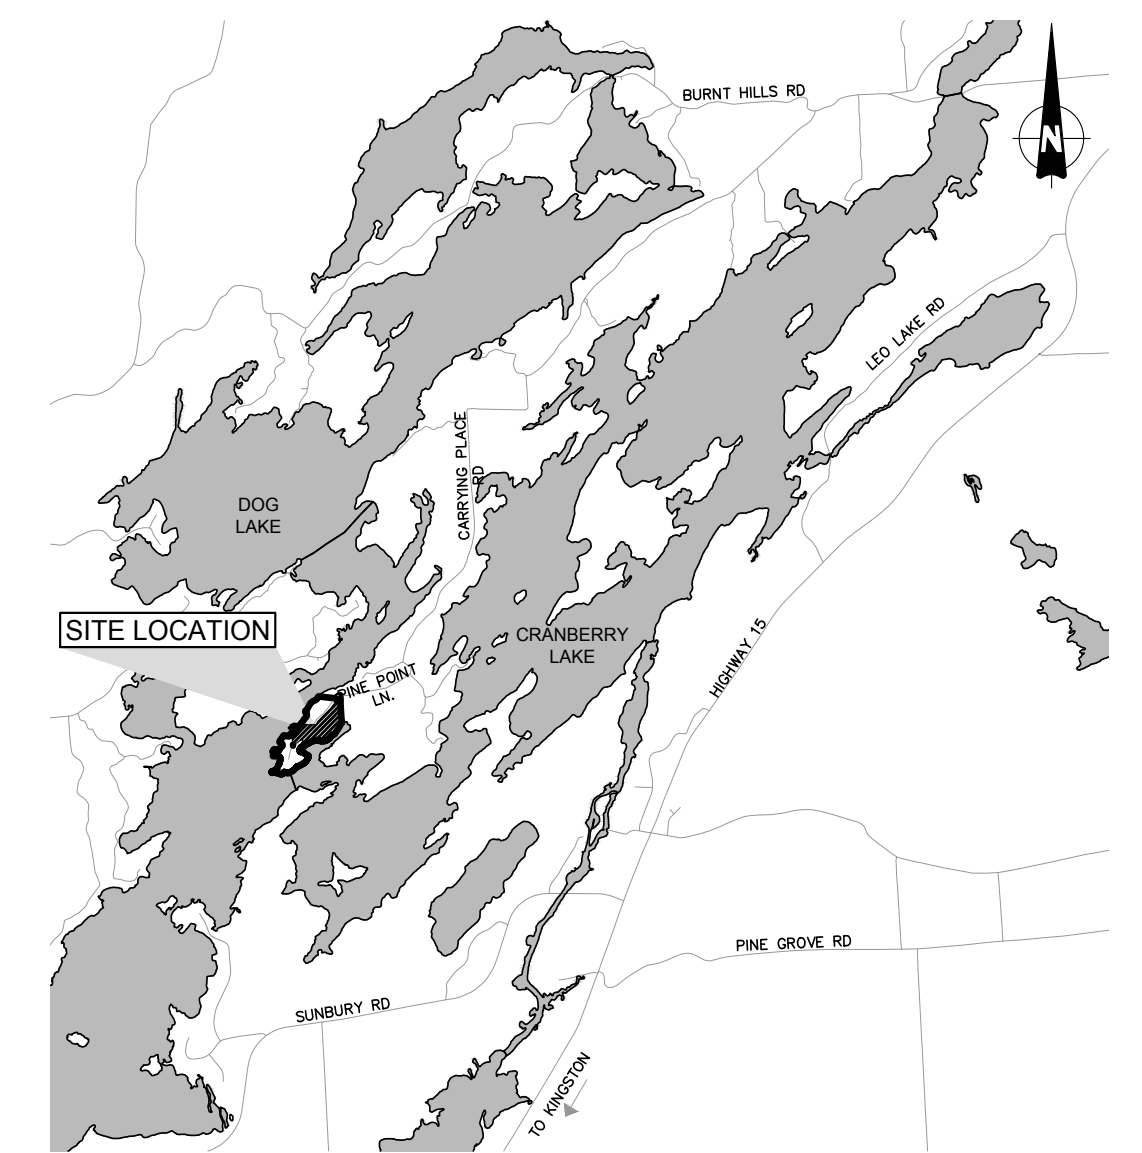 BURNT HILLS RD
N
LEO LAKE RD
CARRYING PLACE
RD
DOG
LAKE
SITE LOCATION
CRANBERRY
LAKE
PINE POINT
LN.
HIGHWAY 15
PINE GROVE RD
SUNBURY RD
TO KINGSTON